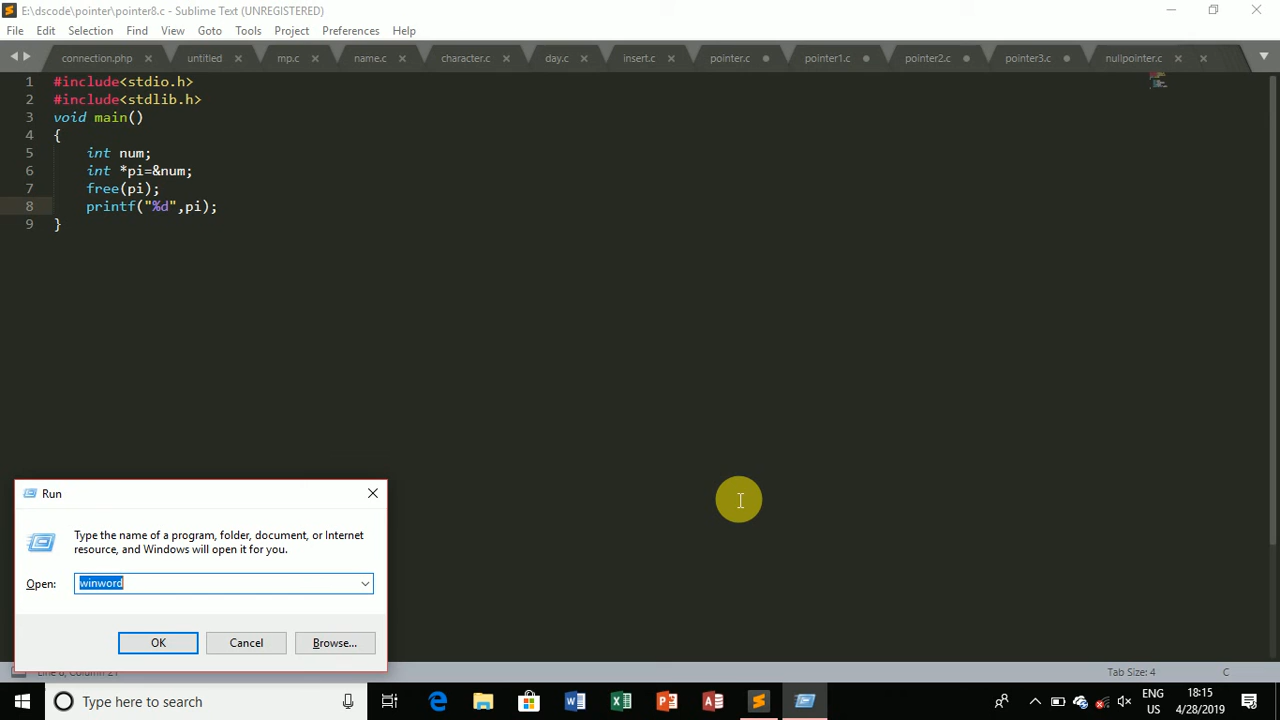 E:\dscode\pointer\pointer8.c - Sublime Text (UNREGISTERED)
File Edit Selection Find View Goto Tools Project Preferences Help
connection.php untitled mp.c name.c character.c day.c insert.c pointer.c pointer1.c pointer2.c pointer3.c nullpointer.c
1 #include<stdio.h>
2 #include<stdlib.h>
3 void main()
4 {
5 int num;
6 int *pi=&num;
7 free(pi);
8 printf("%d",pi);
9 }
Run
Type the name of a program, folder, document, or Internet
resource, and Windows will open it for you.
Open: winword
OK Cancel Browse...
Line 8, Column 21 Tab Size: 4 C
Type here to search
ENG 18:15
US 4/28/2019